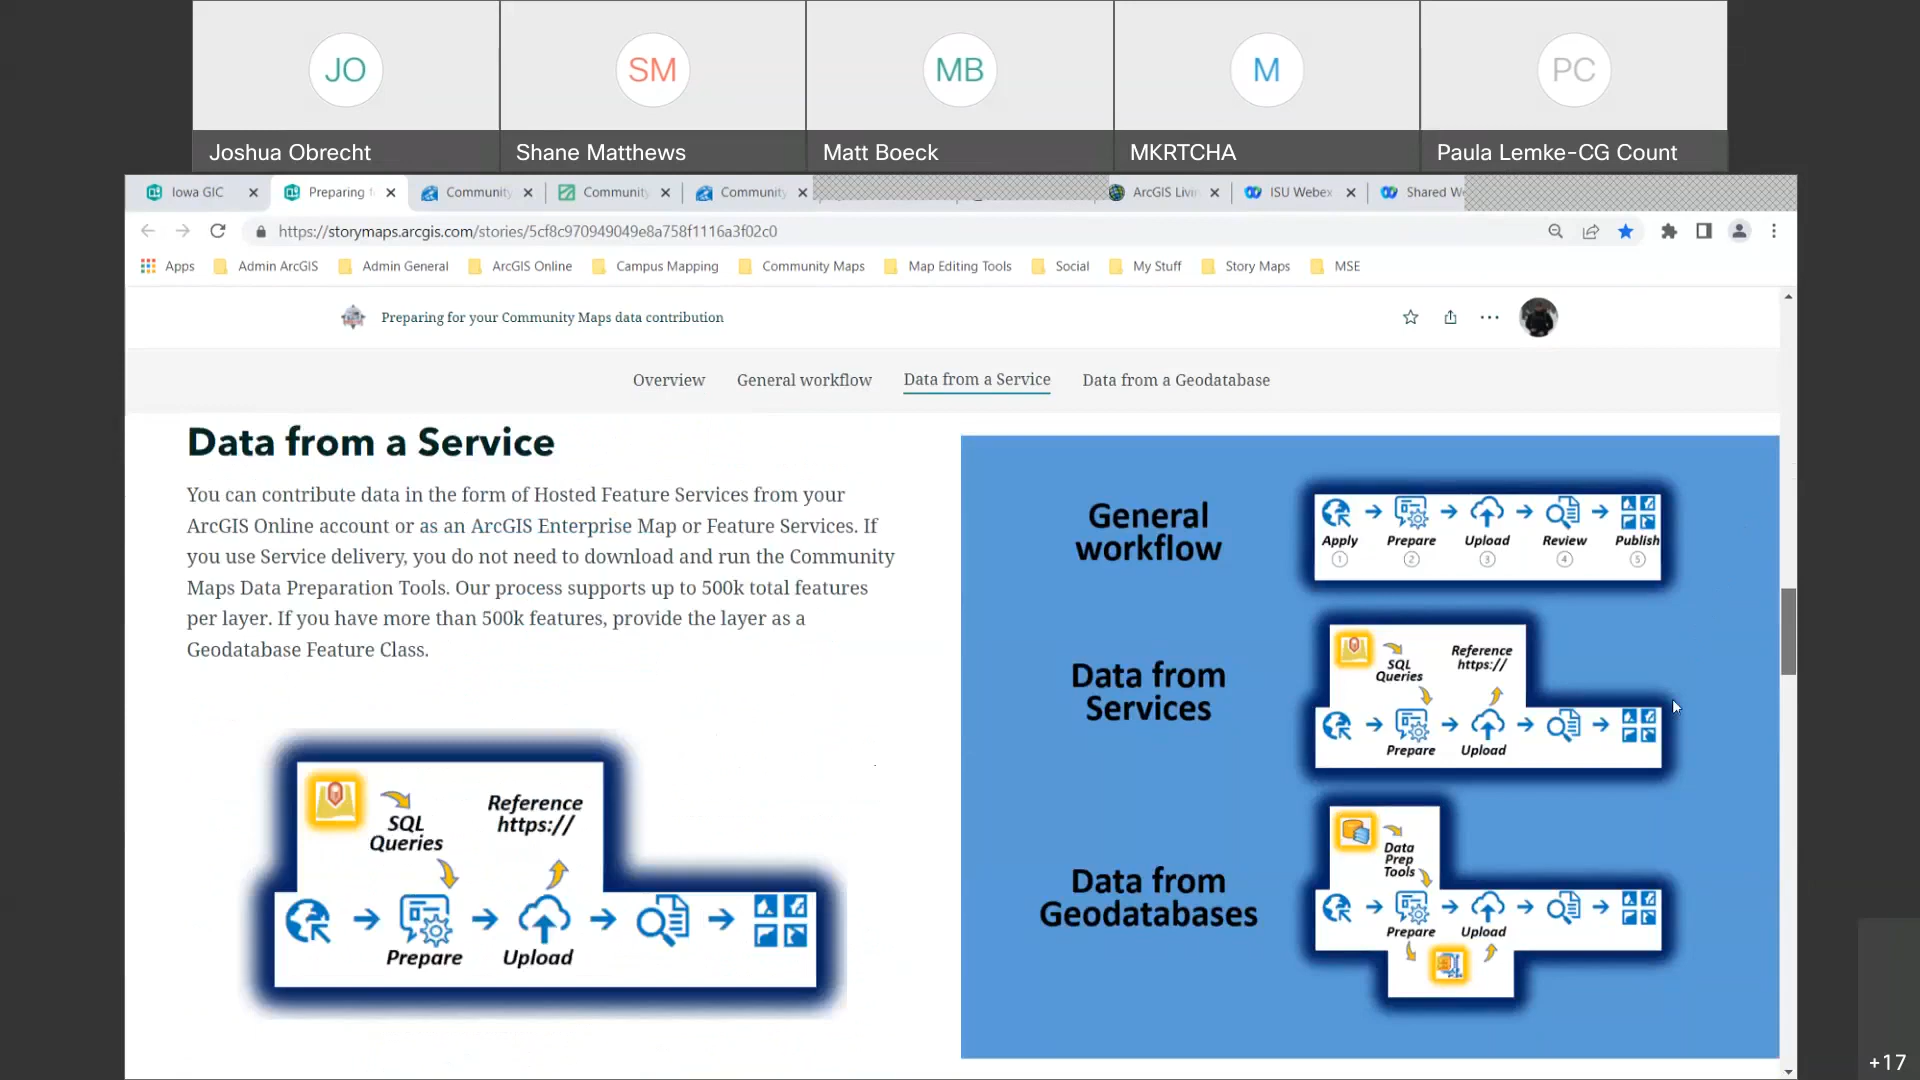 JO
SM
MB
M
PC
Joshua Obrecht
Shane Matthews
Matt Boeck
MKRTCHA
Paula Lemke-CG Count
Iowa GIC
Preparing f
Community
Community
Community
ArcGIS Livi
ISU Webex
Shared We
https://storymaps.arcgis.com/stories/5cf8c970949049e8a758f1116a3f02c0
Apps
Admin ArcGIS
Admin General
ArcGIS Online
Campus Mapping
Community Maps
Map Editing Tools
Social
My Stuff
Story Maps
MSE
Preparing for your Community Maps data contribution
Overview
General workflow
Data from a Service
Data from a Geodatabase
Data from a Service
You can contribute data in the form of Hosted Feature Services from your
ArcGIS Online account or as an ArcGIS Enterprise Map or Feature Services. If
you use Service delivery, you do not need to download and run the Community
Maps Data Preparation Tools. Our process supports up to 500k total features
per layer. If you have more than 500k features, provide the layer as a
Geodatabase Feature Class.
SQL
Queries
Reference
https://
Prepare
Upload
General
workflow
Apply
Prepare
Upload
Review
Publish
1
2
3
4
5
Data from
Services
SQL
Queries
Reference
https://
Prepare
Upload
Data from
Geodatabases
Data
Prep
Tools
Prepare
Upload
+17